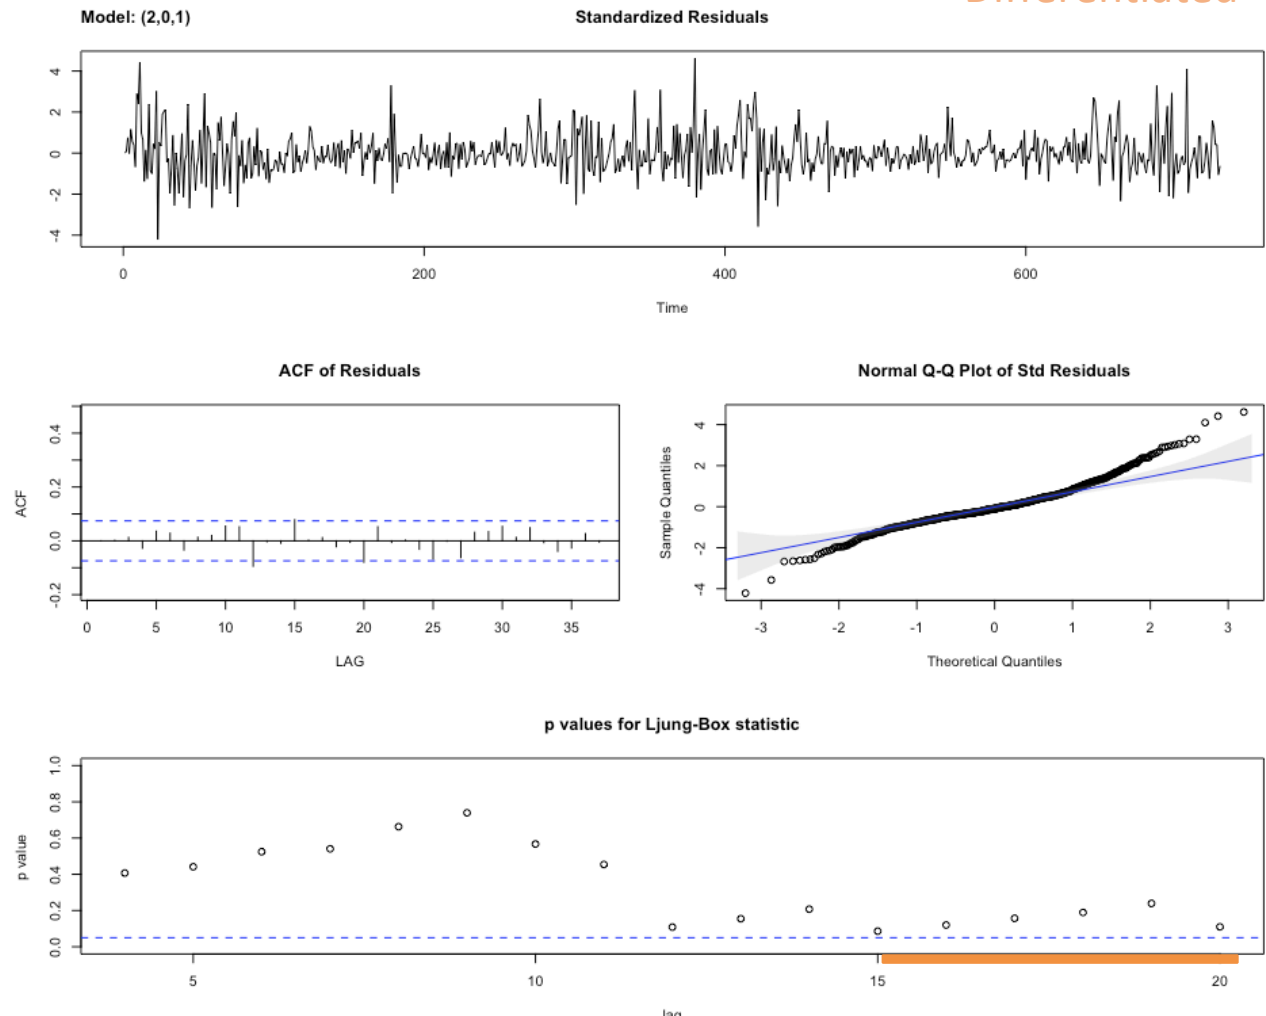 Differentiated
Model: (2,0,1) Standardized Residuals
4
2
0
-2
-4
0 200 400 600
Time
ACF of Residuals
ACF
0.4
0.2
0.0
-0.2
0 5 10 15 20 25 30 35
LAG
Normal Q-Q Plot of Std Residuals
Sample Quantiles
4
2
0
-2
-4
-3 -2 -1 0 1 2 3
Theoretical Quantiles
p values for Ljung-Box statistic
p value
1.0
0.8
0.6
0.4
0.2
0.0
5 10 15 20
lag